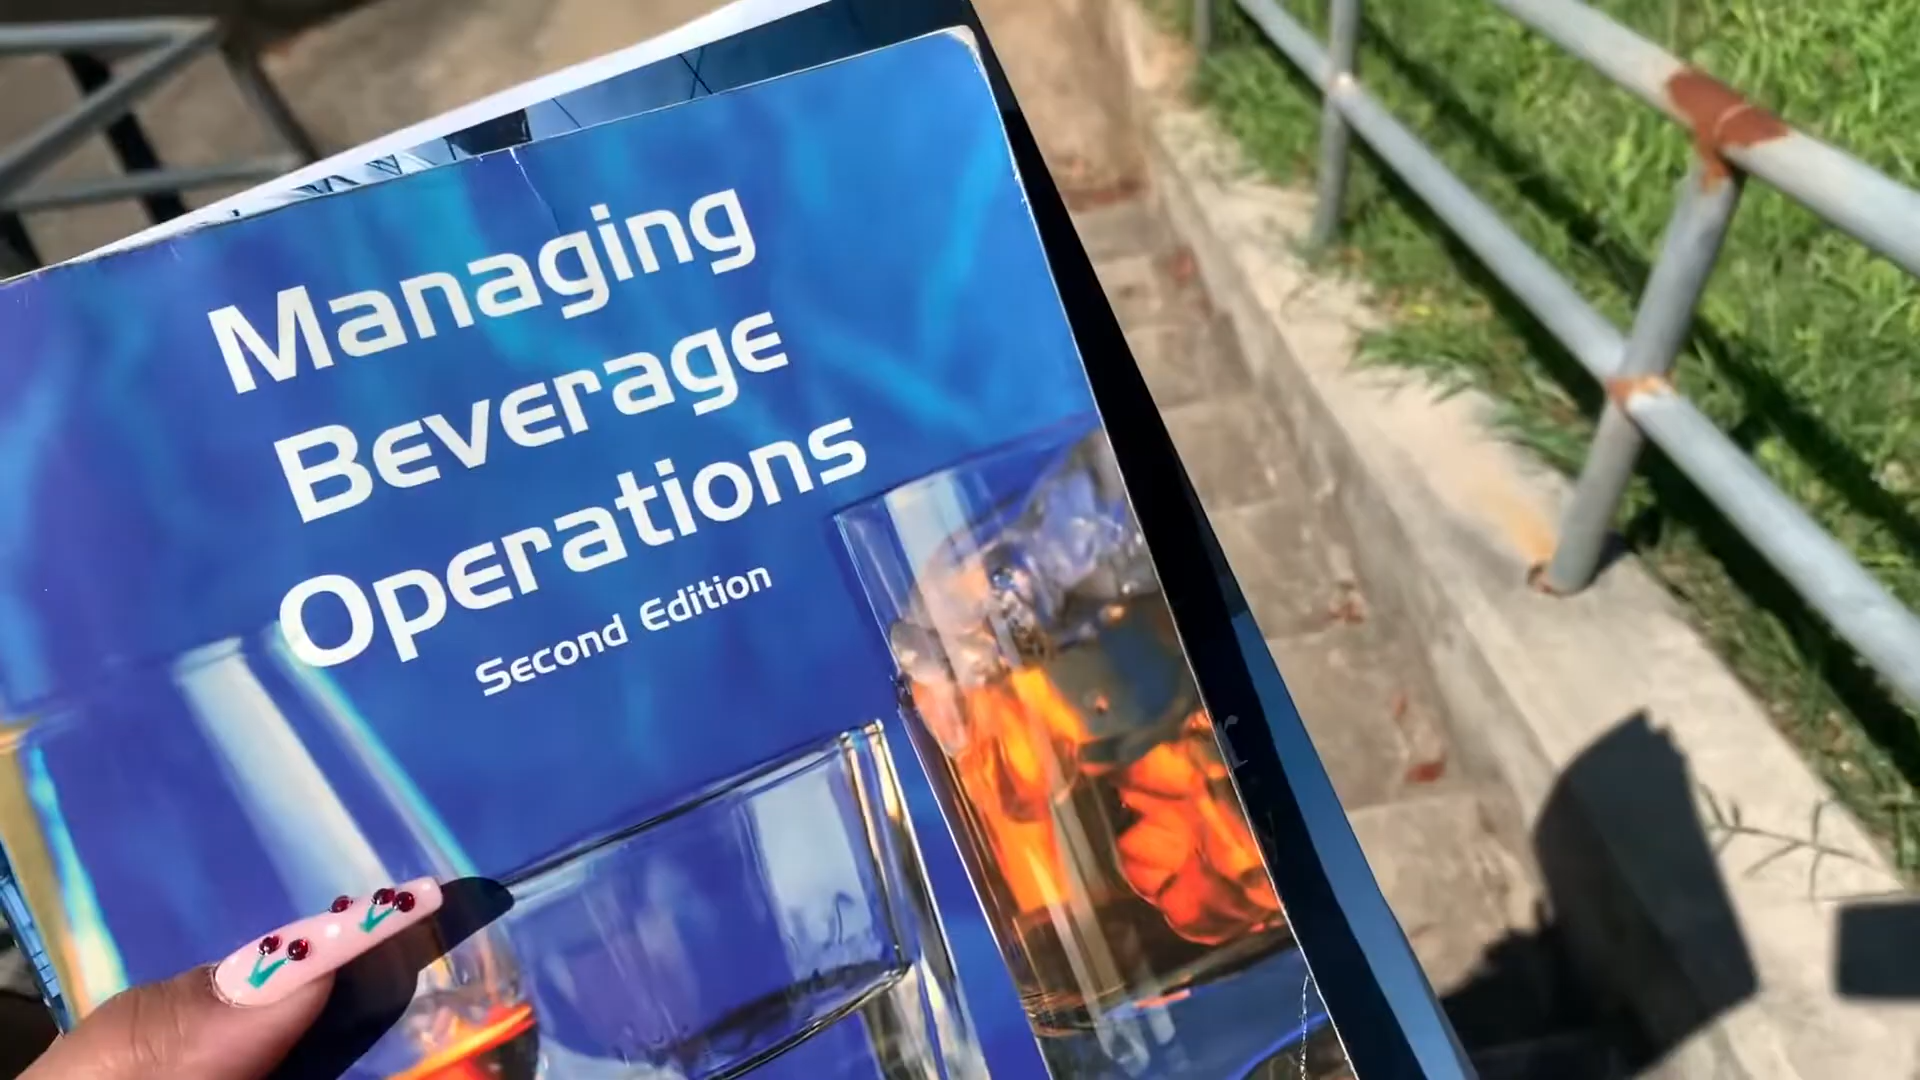 Managing
Beverage
Operations
Second Edition